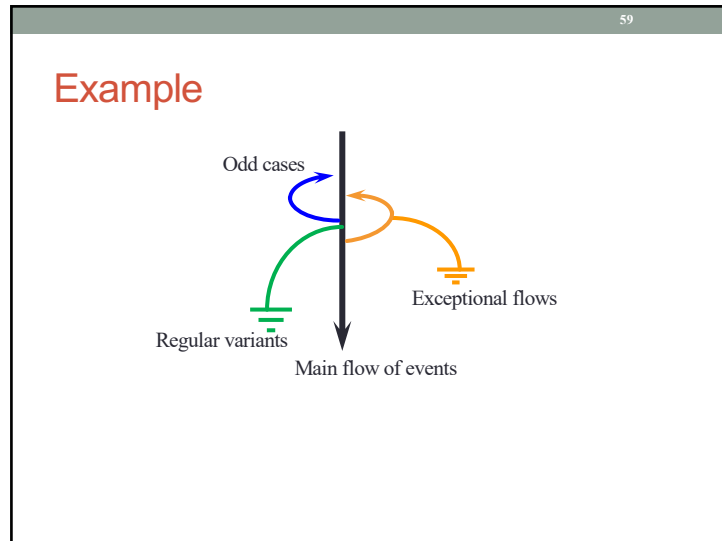 59
Example
Odd cases
Exceptional flows
Regular variants
Main flow of events